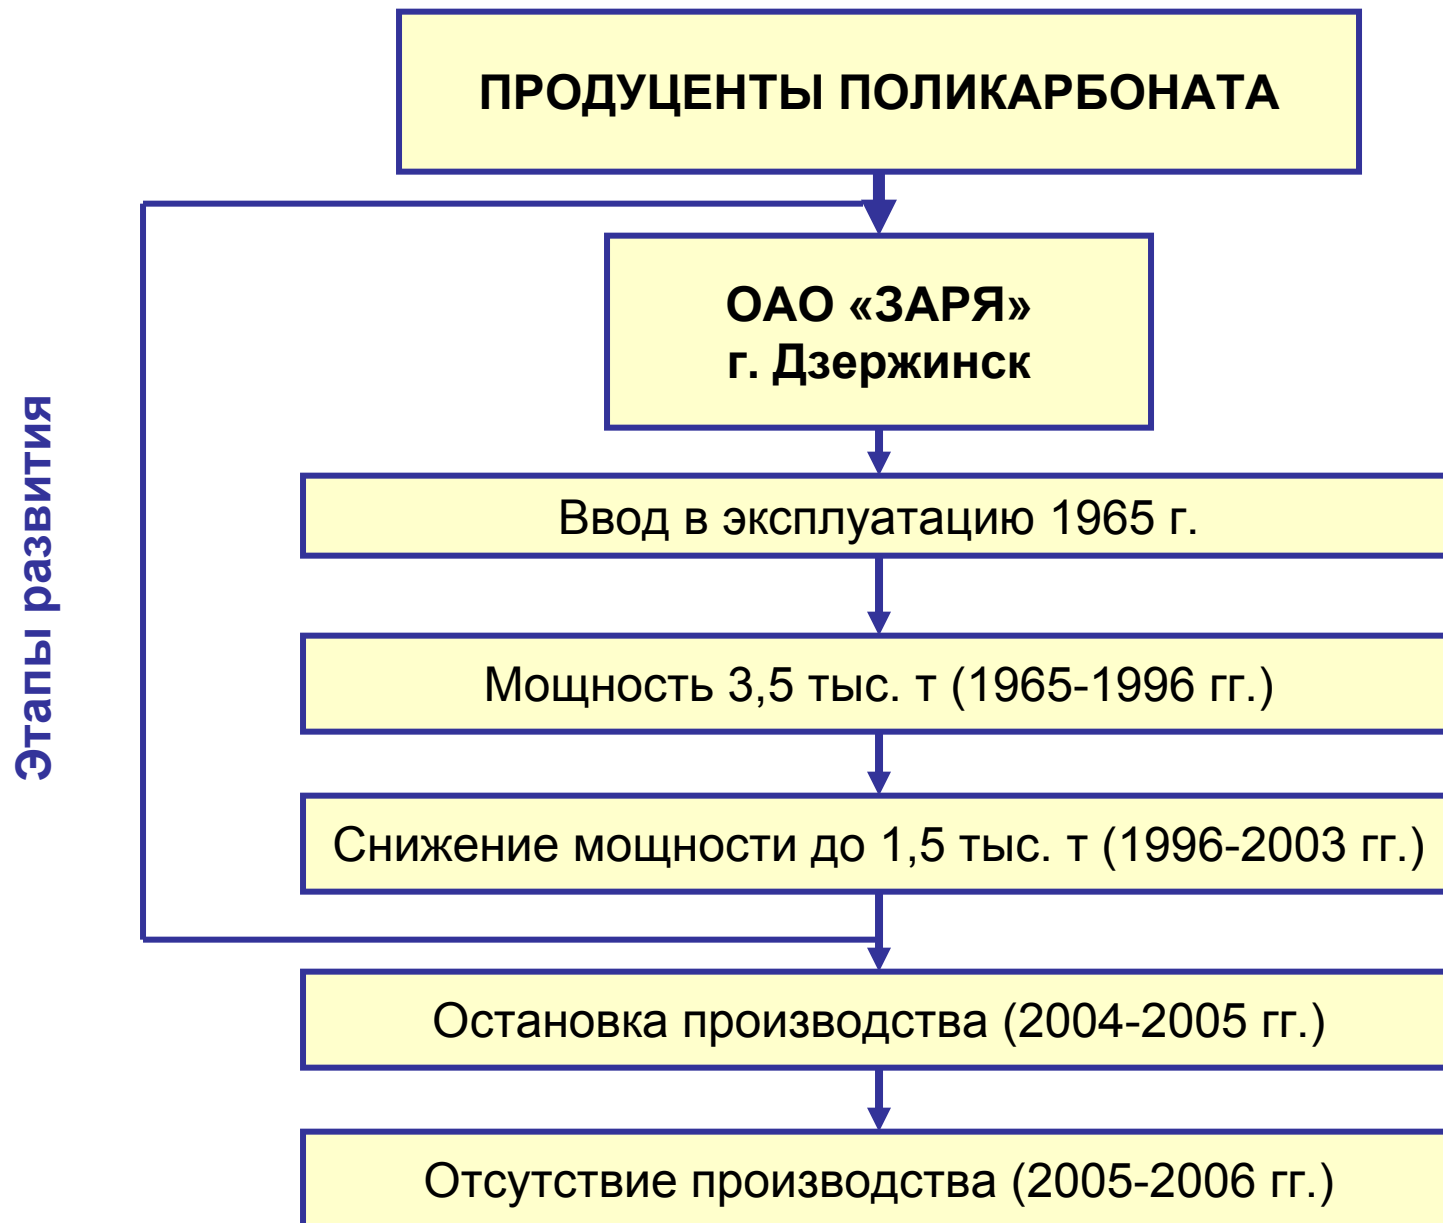 ПРОДУЦЕНТЫ ПОЛИКАРБОНАТА
ОАО «ЗАРЯ»
г. Дзержинск
Этапы развития
Ввод в эксплуатацию 1965 г.
Мощность 3,5 тыс. т (1965-1996 гг.)
Снижение мощности до 1,5 тыс. т (1996-2003 гг.)
Остановка производства (2004-2005 гг.)
Отсутствие производства (2005-2006 гг.)